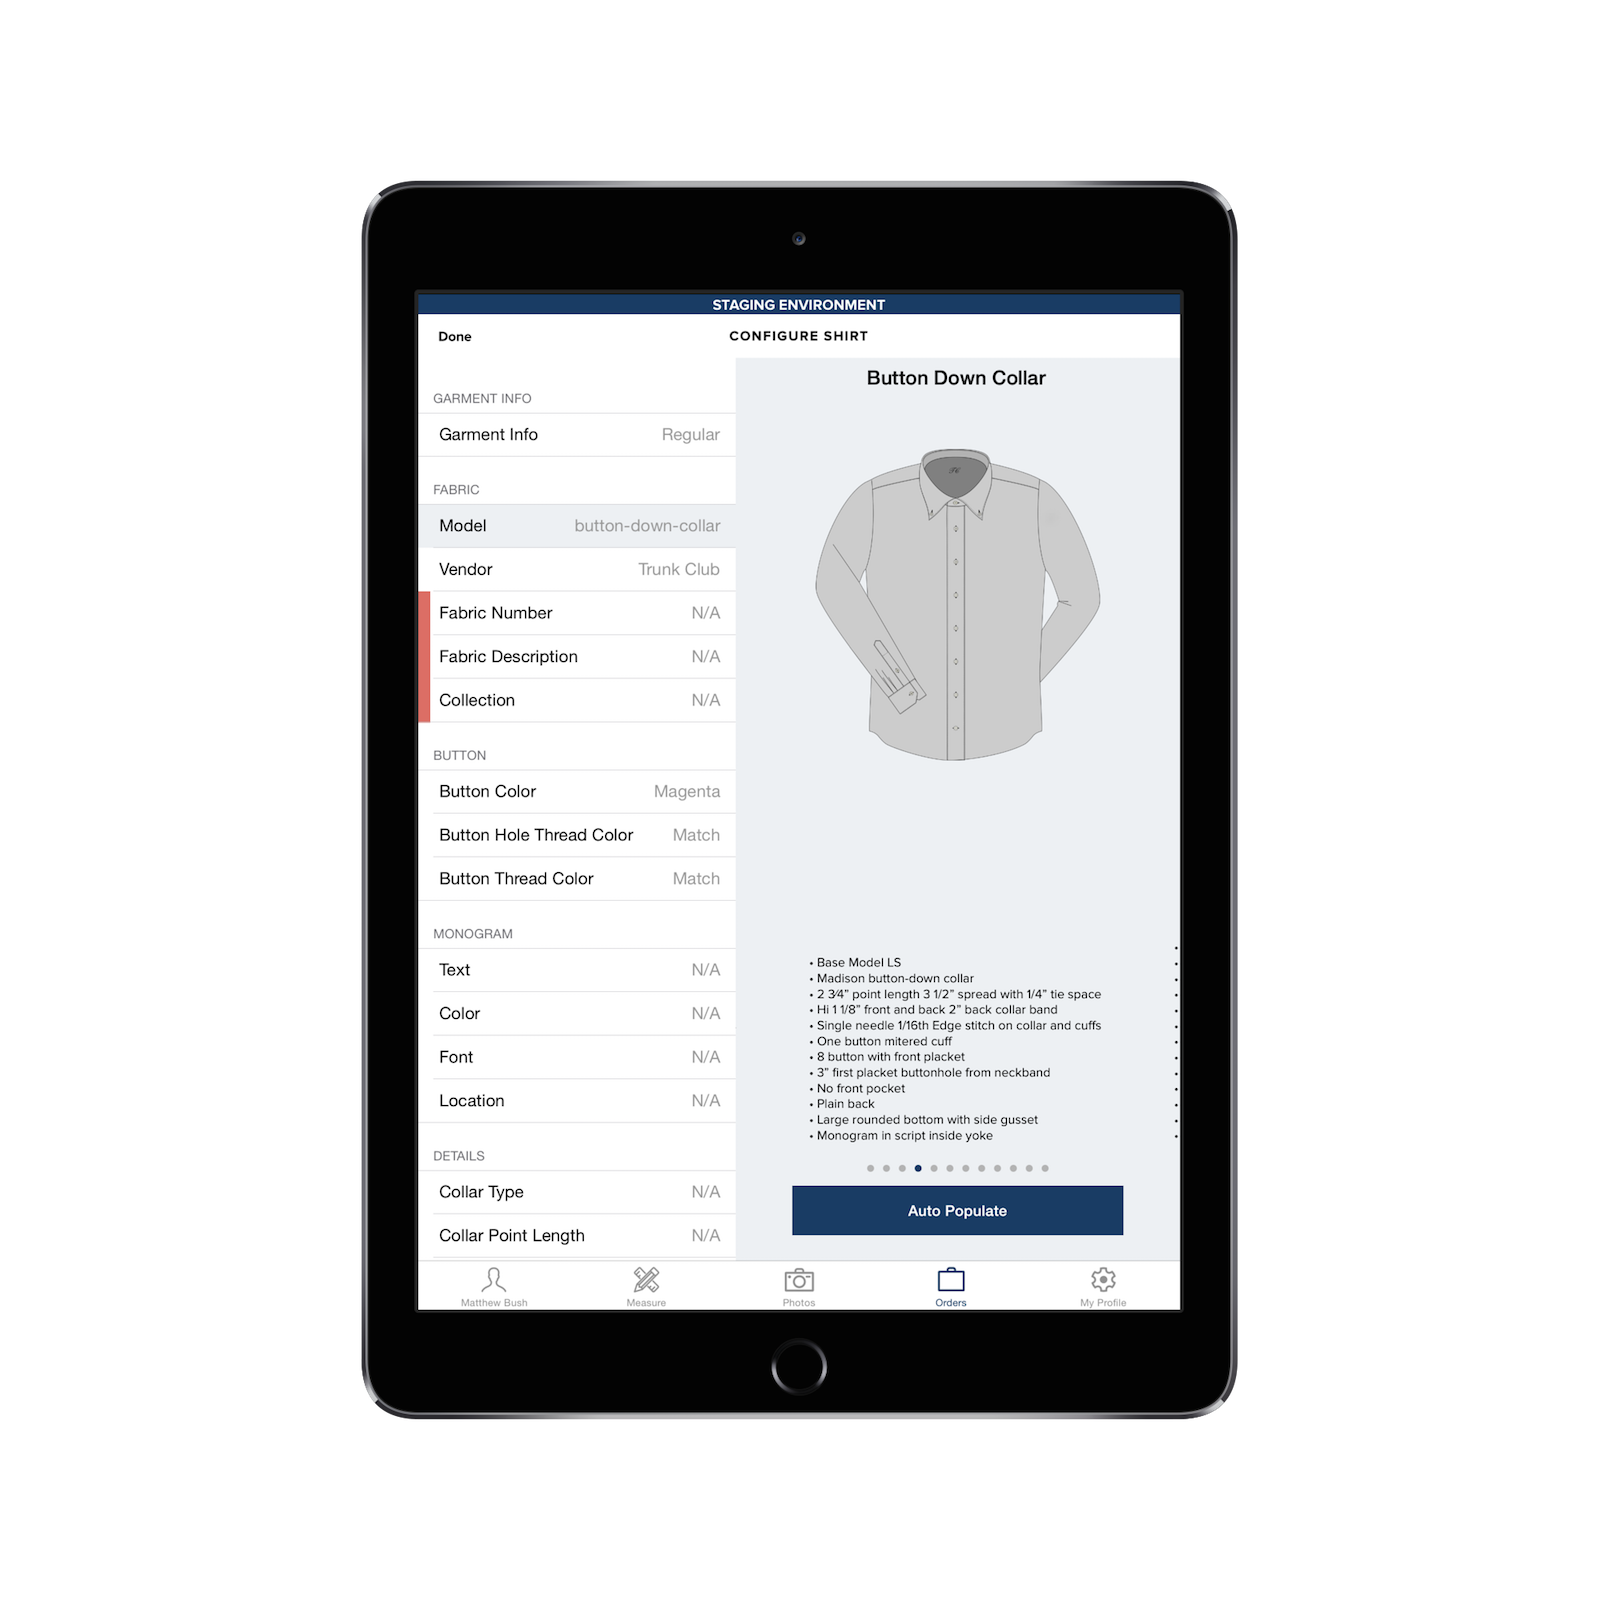 STAGING ENVIRONMENT
Done
CONFIGURE SHIRT
GARMENT INFO
Garment Info Regular
FABRIC
Model button-down-collar
Vendor Trunk Club
Fabric Number N/A
Fabric Description N/A
Collection N/A
BUTTON
Button Color Magenta
Button Hole Thread Color Match
Button Thread Color Match
MONOGRAM
Text N/A
Color N/A
Font N/A
Location N/A
DETAILS
Collar Type N/A
Collar Point Length N/A
Button Down Collar
• Base Model LS
• Madison button-down collar
• 2 3/4” point length 3 1/2” spread with 1/4” tie space
• Hi 1 1/8” front and back 2” back collar band
• Single needle 1/16th Edge stitch on collar and cuffs
• One button mitered cuff
• 8 button with front placket
• 3” first placket buttonhole from neckband
• No front pocket
• Plain back
• Large rounded bottom with side gusset
• Monogram in script inside yoke
Auto Populate
Matthew Bush
Measure
Photos
Orders
My Profile